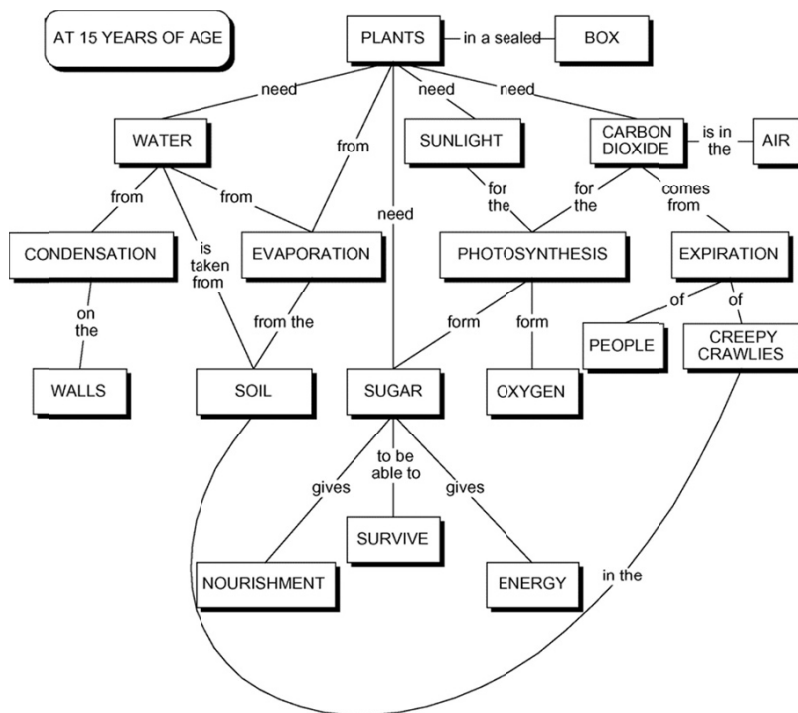 AT 15 YEARS OF AGE
PLANTS
in a sealed
BOX
need
need
need
WATER
from
SUNLIGHT
CARBON
DIOXIDE
is in
the
AIR
from
from
need
for
the
for
the
comes
from
CONDENSATION
is
taken
from
EVAPORATION
PHOTOSYNTHESIS
EXPIRATION
on
the
from the
form
form
of
of
PEOPLE
CREEPY
CRAWLIES
WALLS
SOIL
SUGAR
OXYGEN
gives
to be
able to
gives
SURVIVE
NOURISHMENT
ENERGY
in the